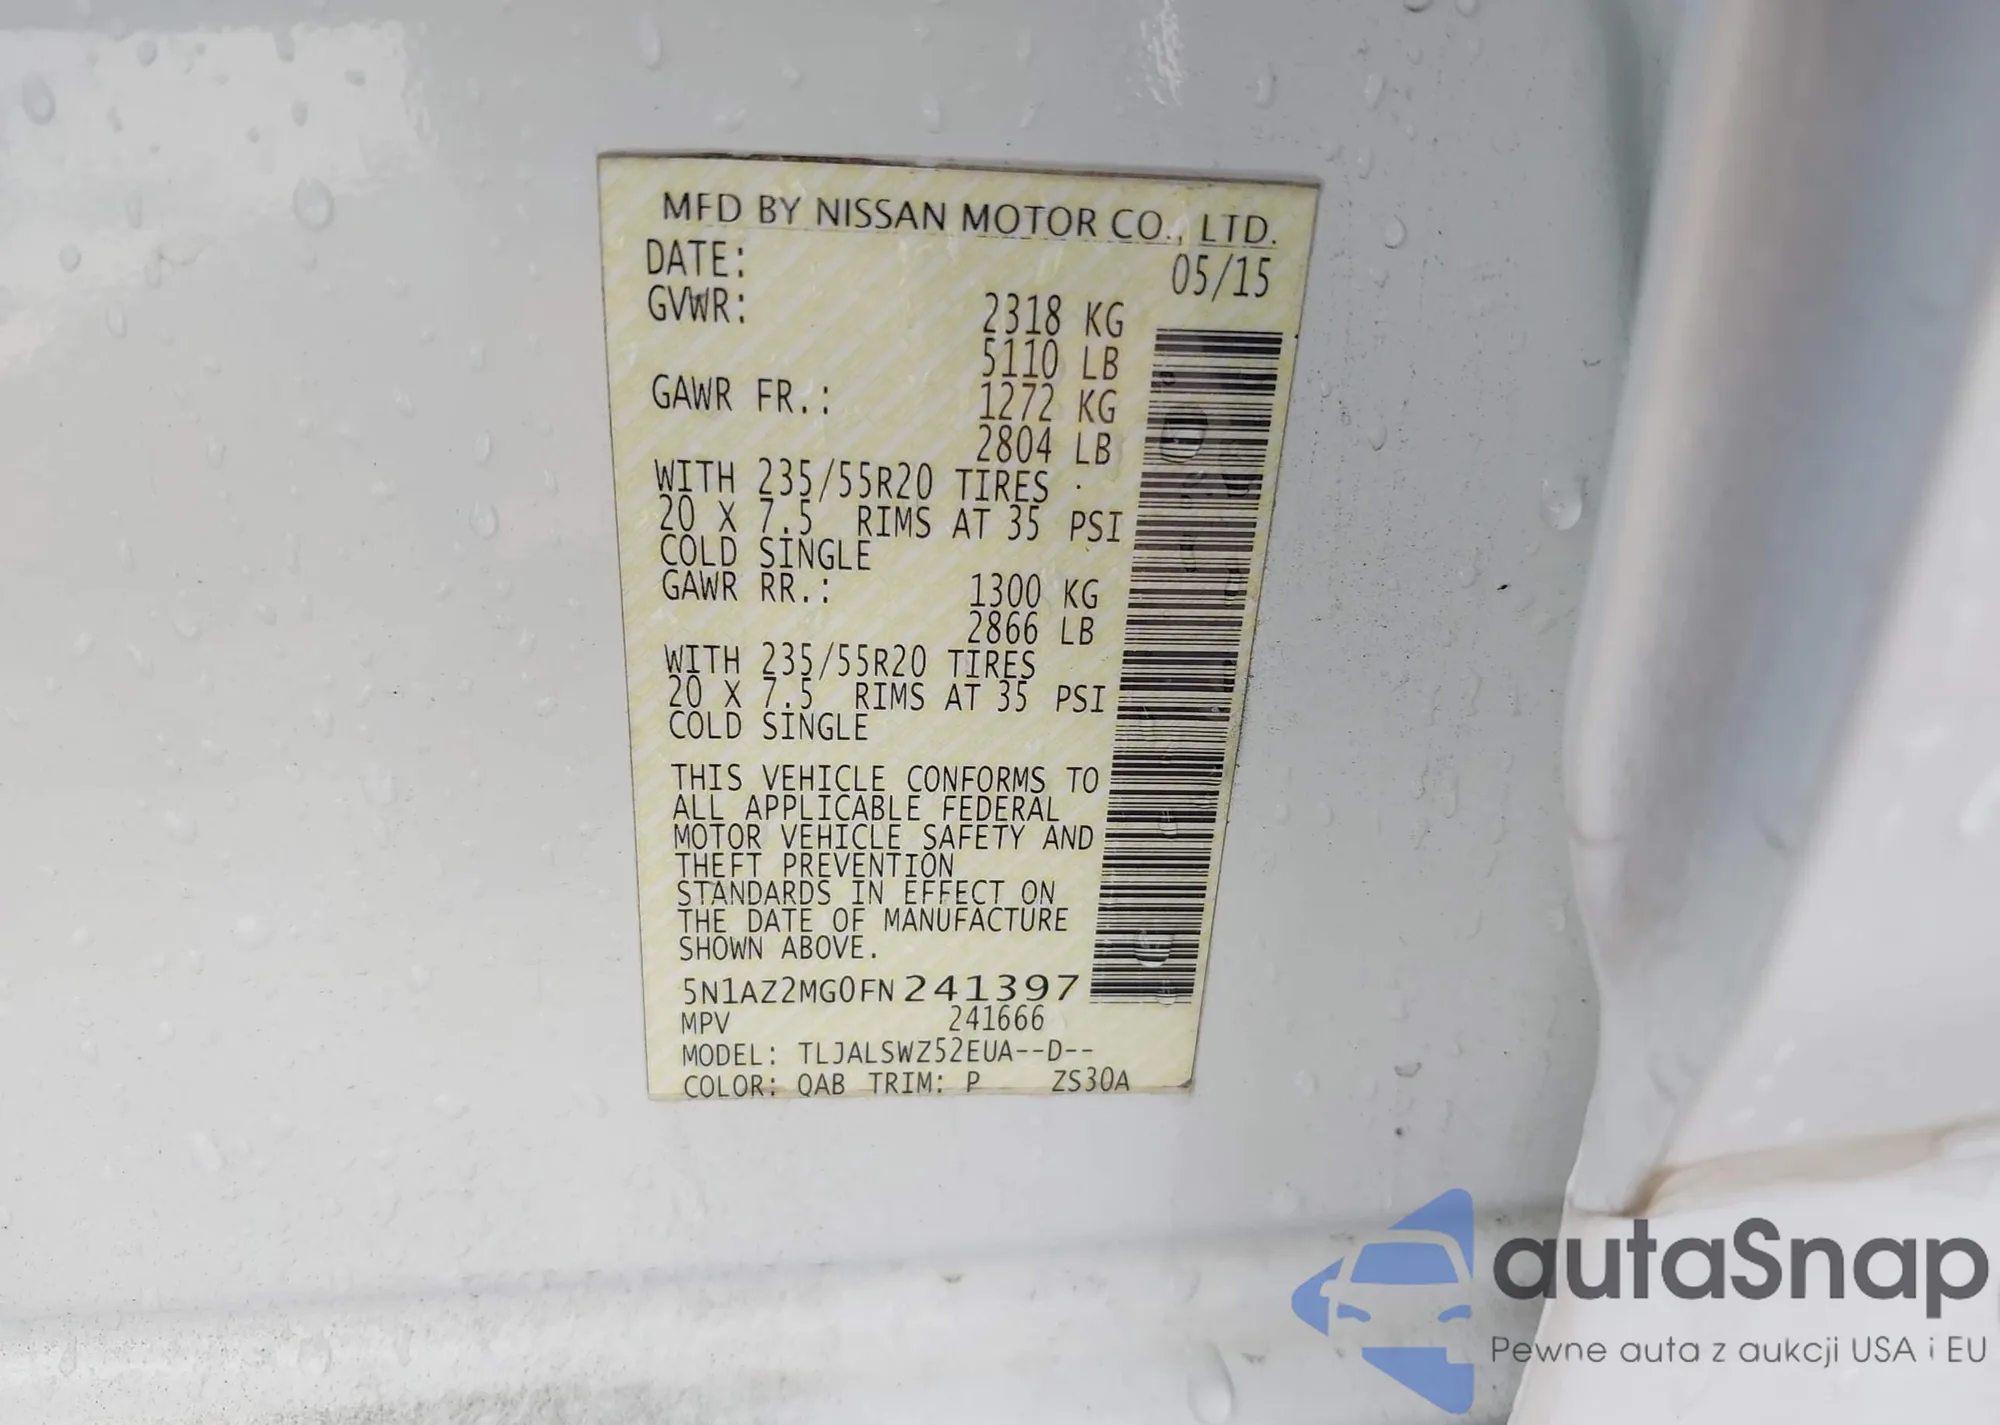 MFD BY NISSAN MOTOR CO., LTD.
DATE: 05/15
GVWR: 2318 KG
5110 LB
GAWR FR.: 1272 KG
2804 LB
WITH 235/55R20 TIRES
20 X 7.5 RIMS AT 35 PSI
COLD SINGLE
GAWR RR.: 1300 KG
2866 LB
WITH 235/55R20 TIRES
20 X 7.5 RIMS AT 35 PSI
COLD SINGLE
THIS VEHICLE CONFORMS TO
ALL APPLICABLE FEDERAL
MOTOR VEHICLE SAFETY AND
THEFT PREVENTION
STANDARDS IN EFFECT ON
THE DATE OF MANUFACTURE
SHOWN ABOVE.
5N1AZ2MG0FN241397
MPV 241666
MODEL: TLJALSWZ52EUA--D--
COLOR: QAB TRIM: P ZS30A
autaSnap
Pewne auta z aukcji USA i EU